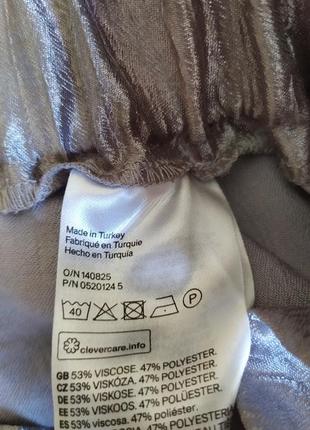 Made in Turkey
Fabriqué en Turquie
Hecho en Turquía
O/N 140825
P/N 0520124 5
40
P
clevercare.info
GB 53% VISCOSE. 47% POLYESTER.
CZ 53% VISKÓZA. 47% POLYESTER.
DE 53% VISKOSE. 47% POLYESTER.
EE 53% VISKOOS. 47% POLÜESTER.
ES 53% viscosa. 47% poliéster.